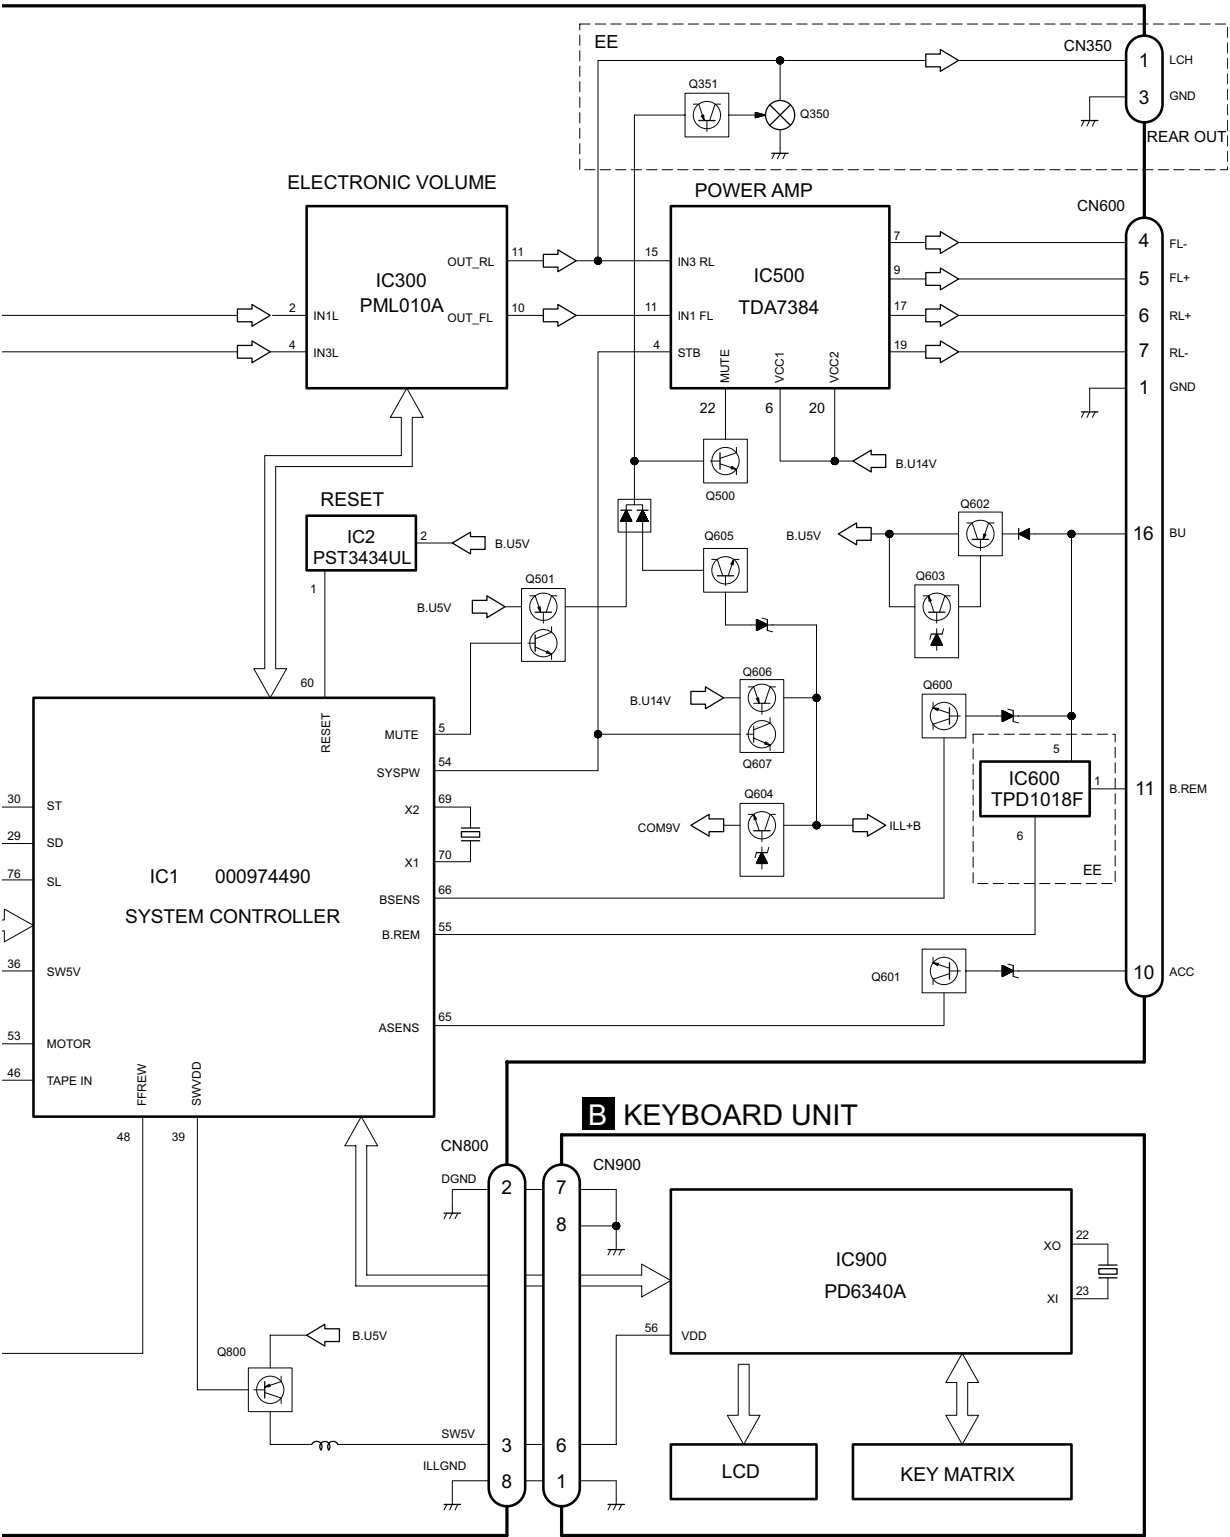 EE
CN350
1 LCH
3 GND
REAR OUT
Q351
Q350
ELECTRONIC VOLUME
IC300
PML010A
OUT_RL
11
OUT_FL
10
2
IN1L
4
IN3L
POWER AMP
IC500
TDA7384
15
IN3 RL
11
IN1 FL
4
STB
MUTE
VCC1
VCC2
22
6
20
7
9
17
19
B.U14V
Q500
CN600
4 FL-
5 FL+
6 RL+
7 RL-
1 GND
16 BU
11 B.REM
10 ACC
RESET
IC2
PST3434UL
2
B.U5V
1
60
Q501
B.U5V
Q605
B.U5V
Q602
Q603
Q606
B.U14V
Q607
Q600
5
IC600
TPD1018F
1
6
EE
Q604
COM9V
ILL+B
Q601
RESET
MUTE
5
SYSPW
54
X2
69
X1
70
BSENS
66
B.REM
55
ASENS
65
IC1 000974490
SYSTEM CONTROLLER
30
ST
29
SD
76
SL
36
SW5V
53
MOTOR
46
TAPE IN
FFREW
SWVDD
48
39
B KEYBOARD UNIT
CN800
CN900
DGND
2
7
8
IC900
PD6340A
XO
22
XI
23
56
VDD
B.U5V
Q800
SW5V
3
6
ILLGND
8
1
LCD
KEY MATRIX